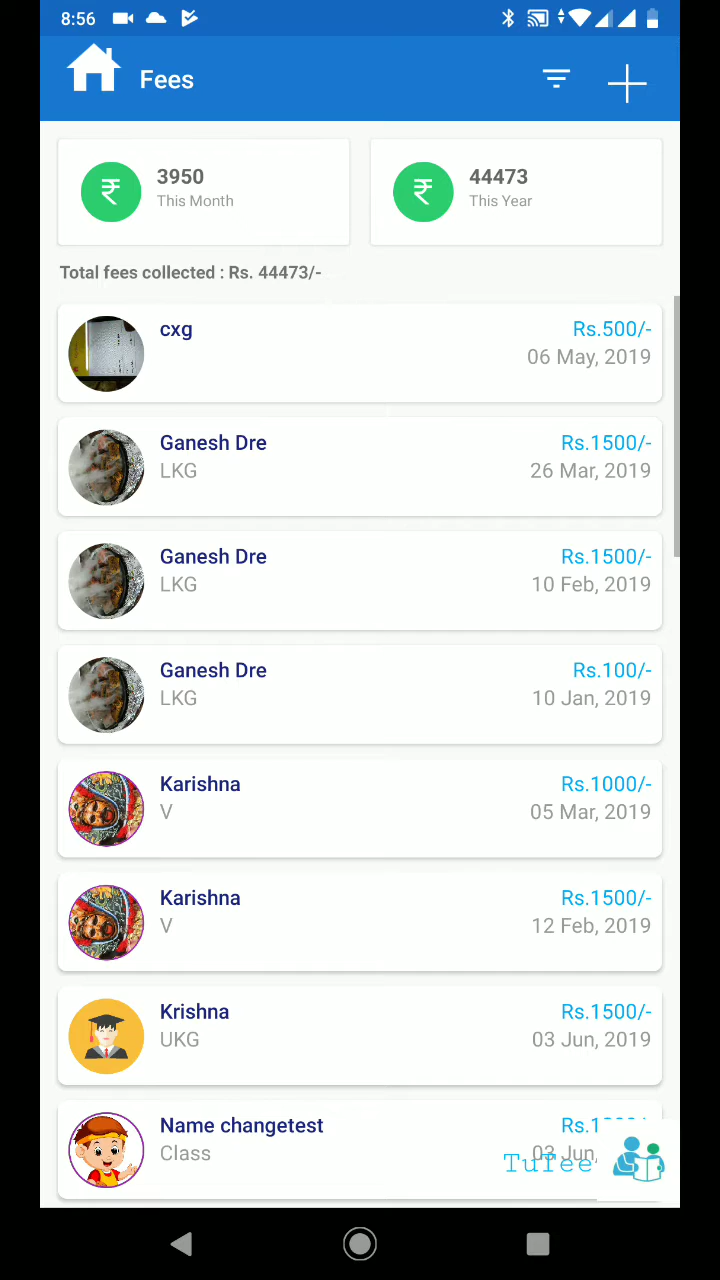 8:56
Fees
3950
This Month
44473
This Year
Total fees collected : Rs. 44473/-
cxg
Rs.500/-
06 May, 2019
Ganesh Dre
Rs.1500/-
LKG
26 Mar, 2019
Ganesh Dre
Rs.1500/-
LKG
10 Feb, 2019
Ganesh Dre
Rs.100/-
LKG
10 Jan, 2019
Karishna
Rs.1000/-
V
05 Mar, 2019
Karishna
Rs.1500/-
V
12 Feb, 2019
Krishna
Rs.1500/-
UKG
03 Jun, 2019
Name changetest
Class
03 Jun,
TuTee